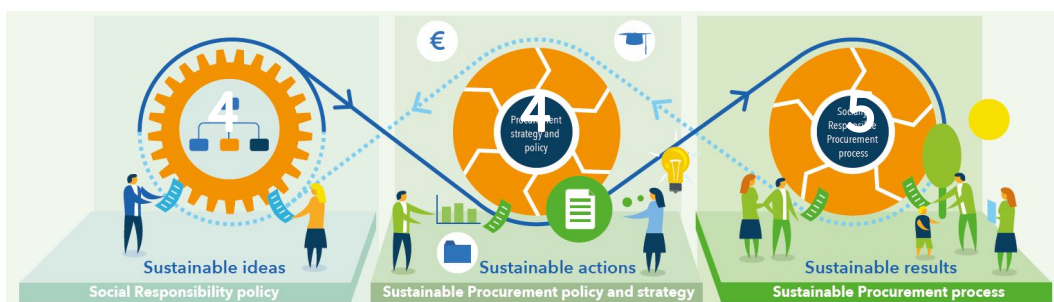 €
4
4
Procurement
strategy and
policy
5
Socially
Responsible
Procurement
process
Sustainable ideas
Sustainable actions
Sustainable results
Social Responsibility policy
Sustainable Procurement policy and strategy
Sustainable Procurement process